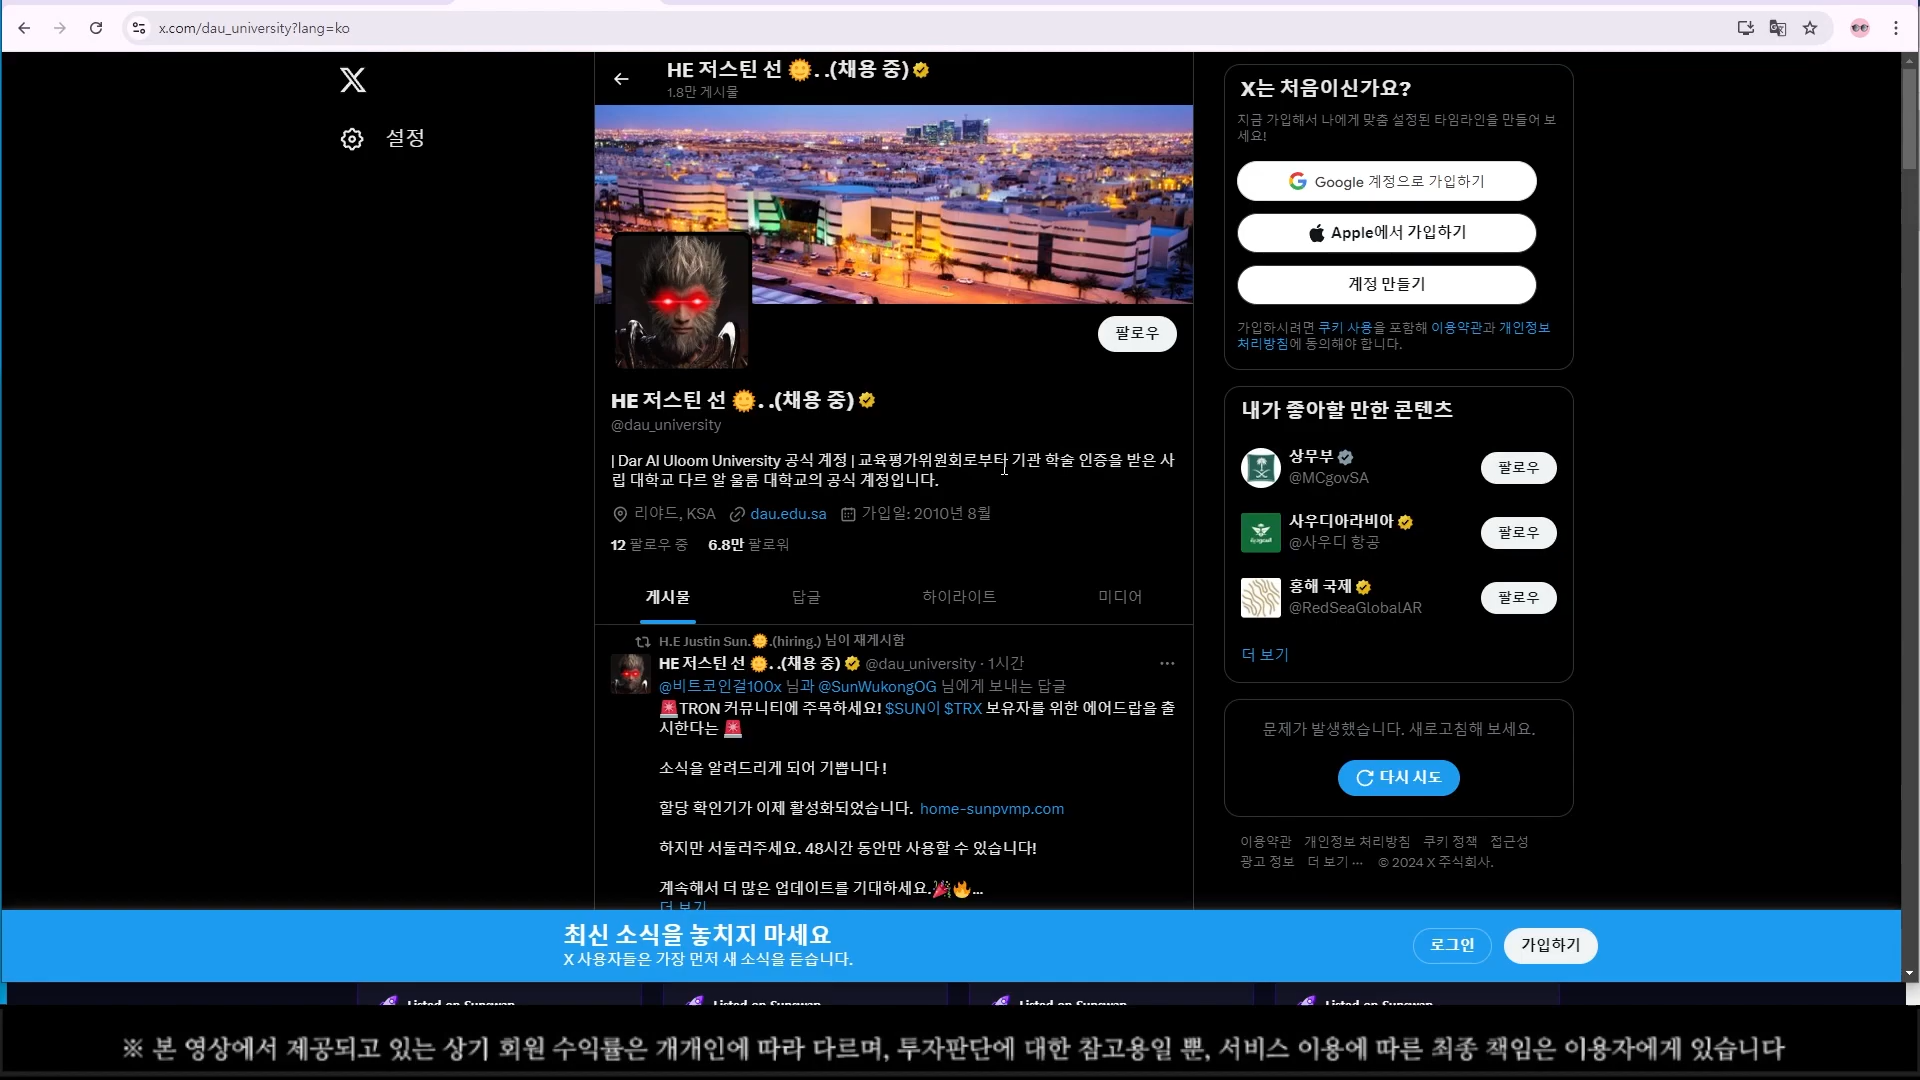 x.com/dau_university?lang=ko
HE 저스틴 선 🌞. .(채용 중)
1.8만 게시물
설정
팔로우
HE 저스틴 선 🌞. .(채용 중)
@dau_university
| Dar Al Uloom University 공식 계정 | 교육평가위원회로부터 기관 학술 인증을 받은 사
립 대학교 다르 알 울룸 대학교의 공식 계정입니다.
리야드, KSA dau.edu.sa 가입일: 2010년 8월
12 팔로우 중 6.8만 팔로워
게시물 답글 하이라이트 미디어
H.E Justin Sun.🌞.(hiring.) 님이 재게시함
HE 저스틴 선 🌞. .(채용 중) @dau_university · 1시간
@비트코인걸100x 님과 @SunWukongOG 님에게 보내는 답글
🚨TRON 커뮤니티에 주목하세요! $SUN이 $TRX 보유자를 위한 에어드랍을 출
시한다는 🚨
소식을 알려드리게 되어 기쁩니다!
할당 확인기가 이제 활성화되었습니다. home-sunpvmp.com
하지만 서둘러주세요. 48시간 동안만 사용할 수 있습니다!
계속해서 더 많은 업데이트를 기대하세요.🎉🔥...
더 보기
X는 처음이신가요?
지금 가입해서 나에게 맞춤 설정된 타임라인을 만들어 보
세요!
Google 계정으로 가입하기
Apple에서 가입하기
계정 만들기
가입하시려면 쿠키 사용을 포함해 이용약관과 개인정보
처리방침에 동의해야 합니다.
내가 좋아할 만한 콘텐츠
상무부
@MCgovSA
팔로우
사우디아라비아
@사우디 항공
팔로우
홍해 국제
@RedSeaGlobalAR
팔로우
더 보기
문제가 발생했습니다. 새로고침해 보세요.
다시 시도
이용약관 개인정보 처리방침 쿠키 정책 접근성
광고 정보 더 보기 ··· © 2024 X 주식회사.
최신 소식을 놓치지 마세요
X 사용자들은 가장 먼저 새 소식을 듣습니다.
로그인
가입하기
Listed on Sunswap Listed on Sunswap Listed on Sunswap Listed on Sunswap
※ 본 영상에서 제공되고 있는 상기 회원 수익률은 개개인에 따라 다르며, 투자판단에 대한 참고용일 뿐, 서비스 이용에 따른 최종 책임은 이용자에게 있습니다